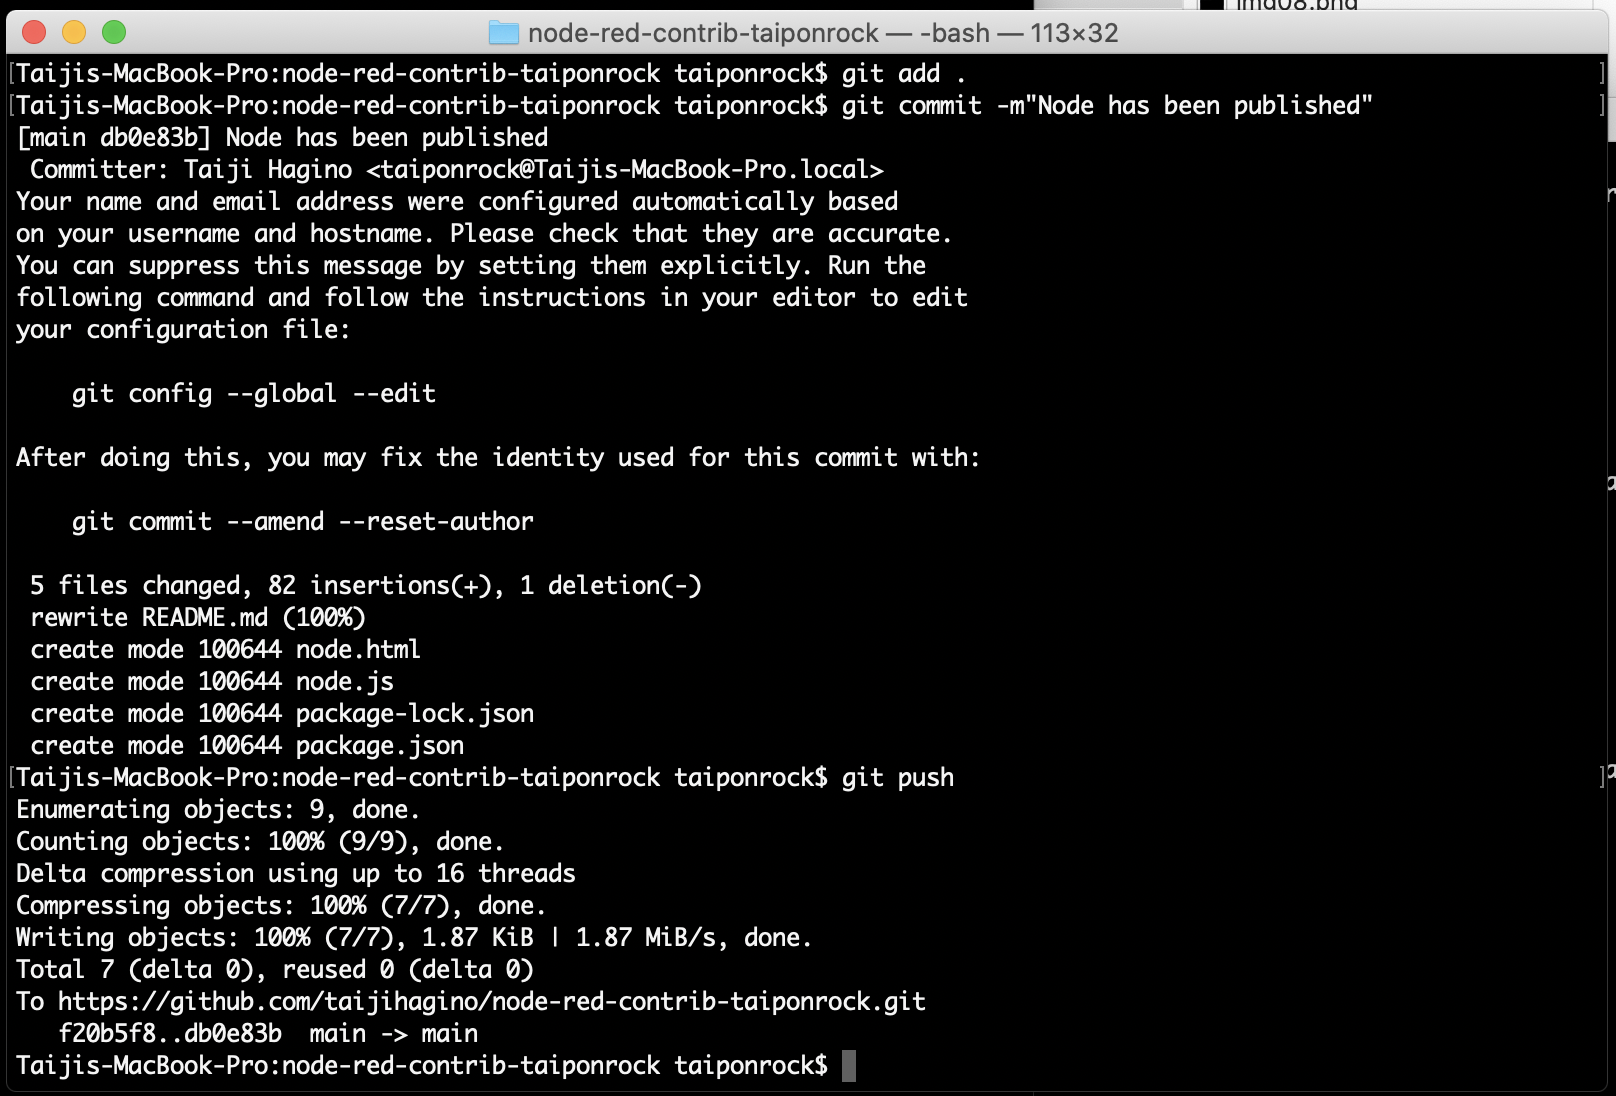 img08.png
node-red-contrib-taiponrock — -bash — 113×32
[Taijis-MacBook-Pro:node-red-contrib-taiponrock taiponrock$ git add . ]
[Taijis-MacBook-Pro:node-red-contrib-taiponrock taiponrock$ git commit -m"Node has been published" ]
[main db0e83b] Node has been published
 Committer: Taiji Hagino <taiponrock@Taijis-MacBook-Pro.local>
Your name and email address were configured automatically based
on your username and hostname. Please check that they are accurate.
You can suppress this message by setting them explicitly. Run the
following command and follow the instructions in your editor to edit
your configuration file:
    git config --global --edit
After doing this, you may fix the identity used for this commit with:
    git commit --amend --reset-author
 5 files changed, 82 insertions(+), 1 deletion(-)
 rewrite README.md (100%)
 create mode 100644 node.html
 create mode 100644 node.js
 create mode 100644 package-lock.json
 create mode 100644 package.json
[Taijis-MacBook-Pro:node-red-contrib-taiponrock taiponrock$ git push ]
Enumerating objects: 9, done.
Counting objects: 100% (9/9), done.
Delta compression using up to 16 threads
Compressing objects: 100% (7/7), done.
Writing objects: 100% (7/7), 1.87 KiB | 1.87 MiB/s, done.
Total 7 (delta 0), reused 0 (delta 0)
To https://github.com/taijihagino/node-red-contrib-taiponrock.git
   f20b5f8..db0e83b  main -> main
Taijis-MacBook-Pro:node-red-contrib-taiponrock taiponrock$